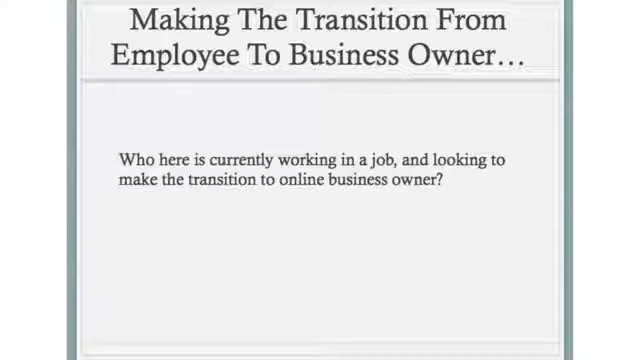 Making The Transition From
Employee To Business Owner…
Who here is currently working in a job, and looking to
make the transition to online business owner?